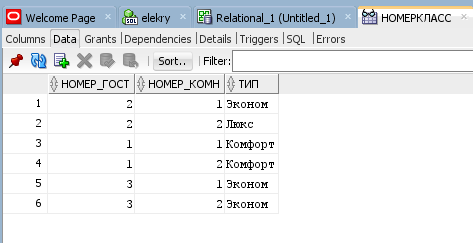 Welcome Page elekry Relational_1 (Untitled_1) НОМЕРКЛАСС
Columns Data Grants Dependencies Details Triggers SQL Errors
Sort.. Filter:
НОМЕР_ГОСТ НОМЕР_КОМН ТИП
1 2 1 Эконом
2 2 2 Люкс
3 1 1 Комфорт
4 1 2 Комфорт
5 3 1 Эконом
6 3 2 Эконом